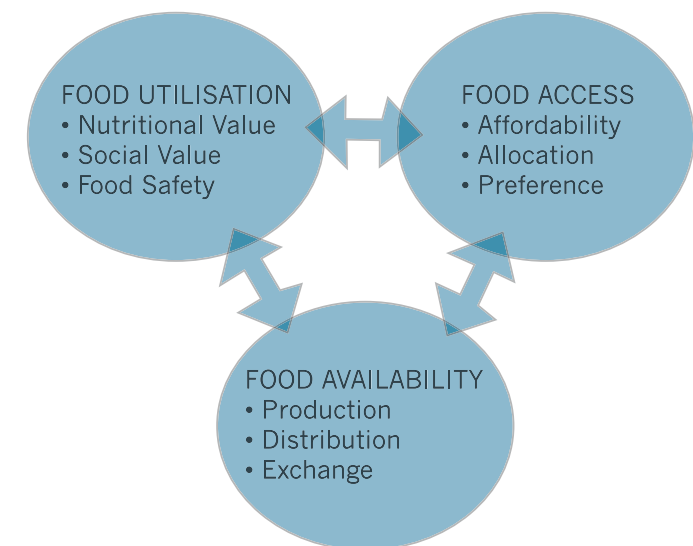 FOOD UTILISATION
• Nutritional Value
• Social Value
• Food Safety
FOOD ACCESS
• Affordability
• Allocation
• Preference
FOOD AVAILABILITY
• Production
• Distribution
• Exchange